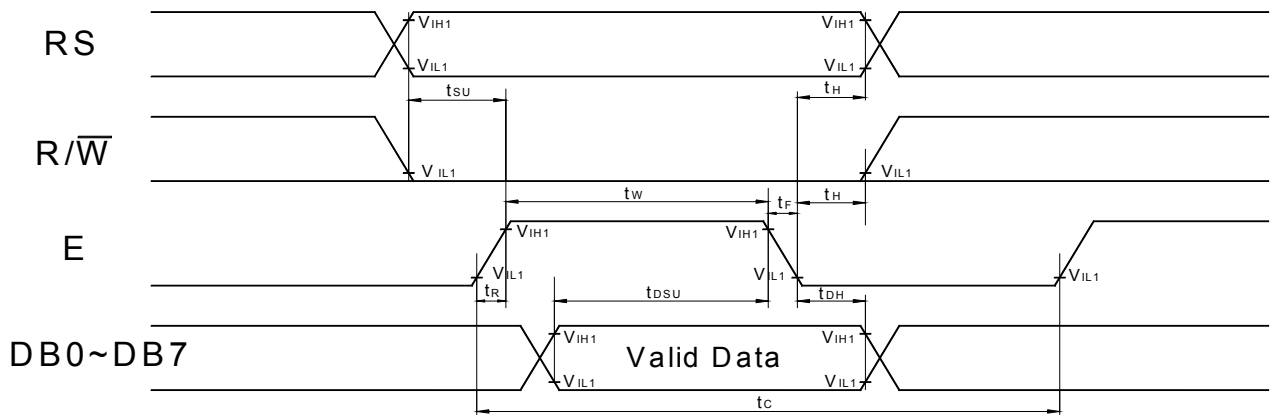 RS
VIH1
VIL1
VIH1
VIL1
tSU
tH
R/W̅
VIL1
VIL1
tW
tF
tH
E
VIH1
VIL1
VIH1
VIL1
VIL1
tR
tDSU
tDH
DB0~DB7
VIH1
VIL1
Valid Data
VIH1
VIL1
tC